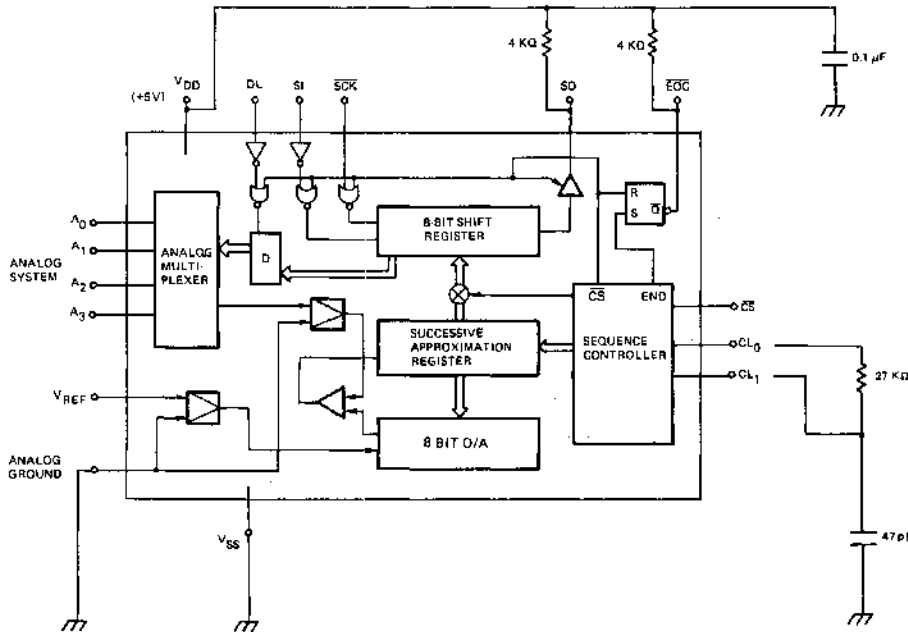 4 KΩ
4 KΩ
0.1 µF
VDD
(+5V)
DL
SI
SCK
SO
EOC
R
S
Q
A0
A1
A2
A3
ANALOG
SYSTEM
ANALOG
MULTI-
PLEXER
D
8-BIT SHIFT
REGISTER
CS
END
SEQUENCE
CONTROLLER
CS
CL0
CL1
27 KΩ
SUCCESSIVE
APPROXIMATION
REGISTER
VREF
8 BIT D/A
ANALOG
GROUND
VSS
47 pF